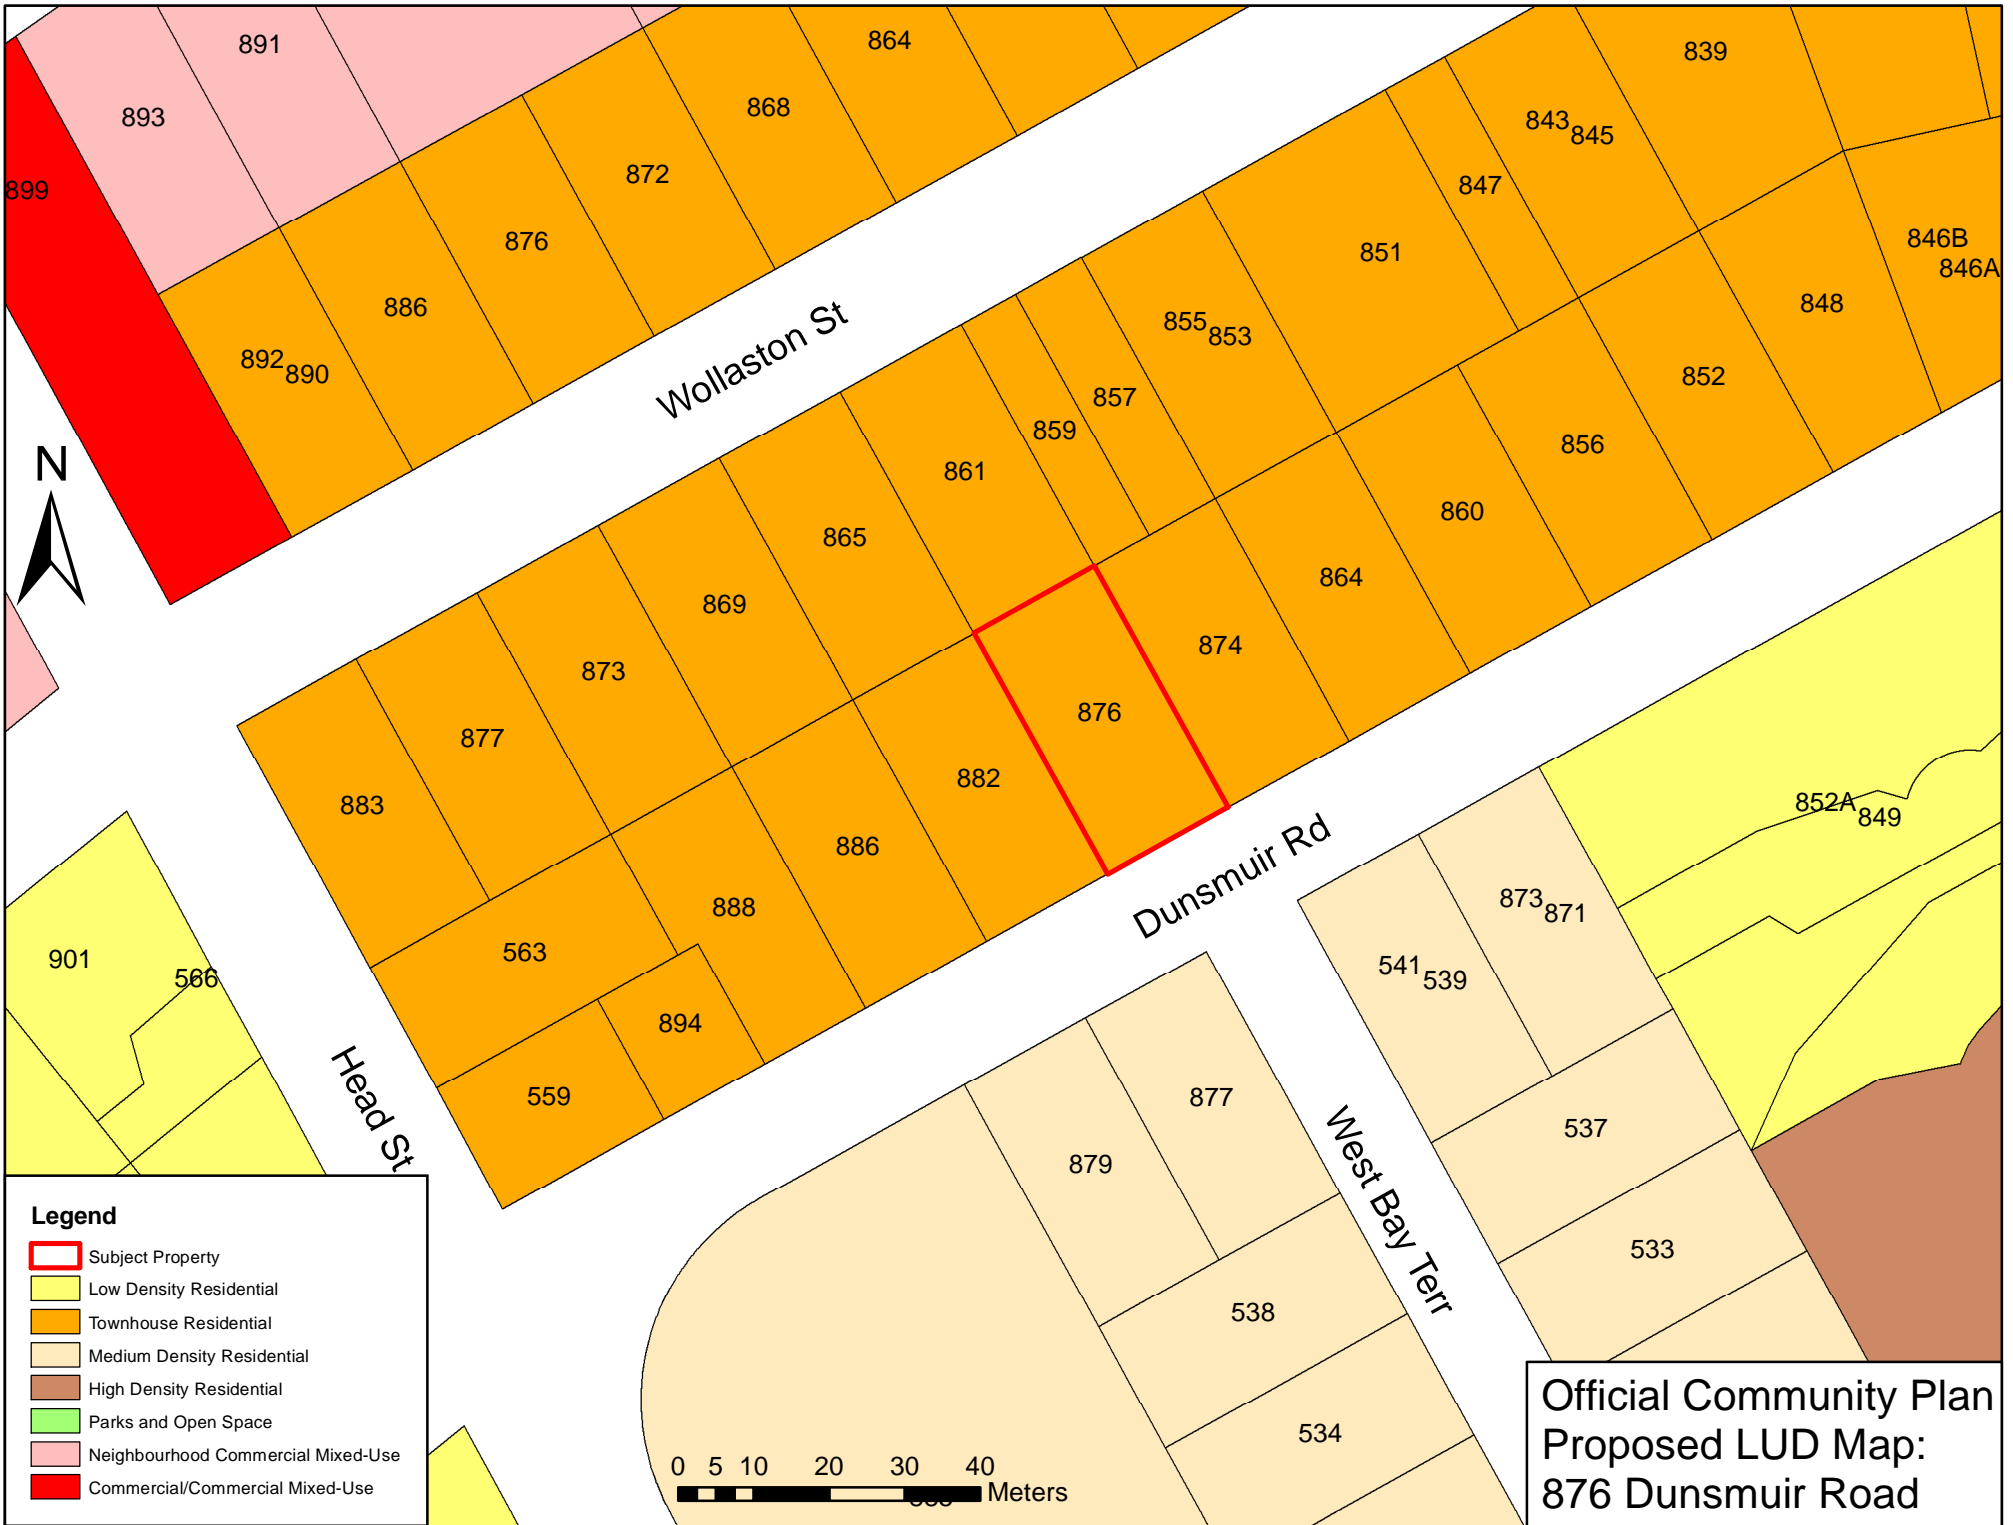 891
864
839
893
868
843 845
899
872
847
876
851
846B
846A
886
855 853
848
892 890
Wollaston St
857
852
N
859
861
856
865
860
869
864
873
874
877
876
882
883
852A 849
886
Dunsmuir Rd
888
873 871
563
901
566
541 539
894
559
Head St
877
879
West Bay Terr
537
533
538
534
Legend
Subject Property
Low Density Residential
Townhouse Residential
Medium Density Residential
High Density Residential
Parks and Open Space
Neighbourhood Commercial Mixed-Use
Commercial/Commercial Mixed-Use
0 5 10 20 30 40
Meters
Official Community Plan
Proposed LUD Map:
876 Dunsmuir Road